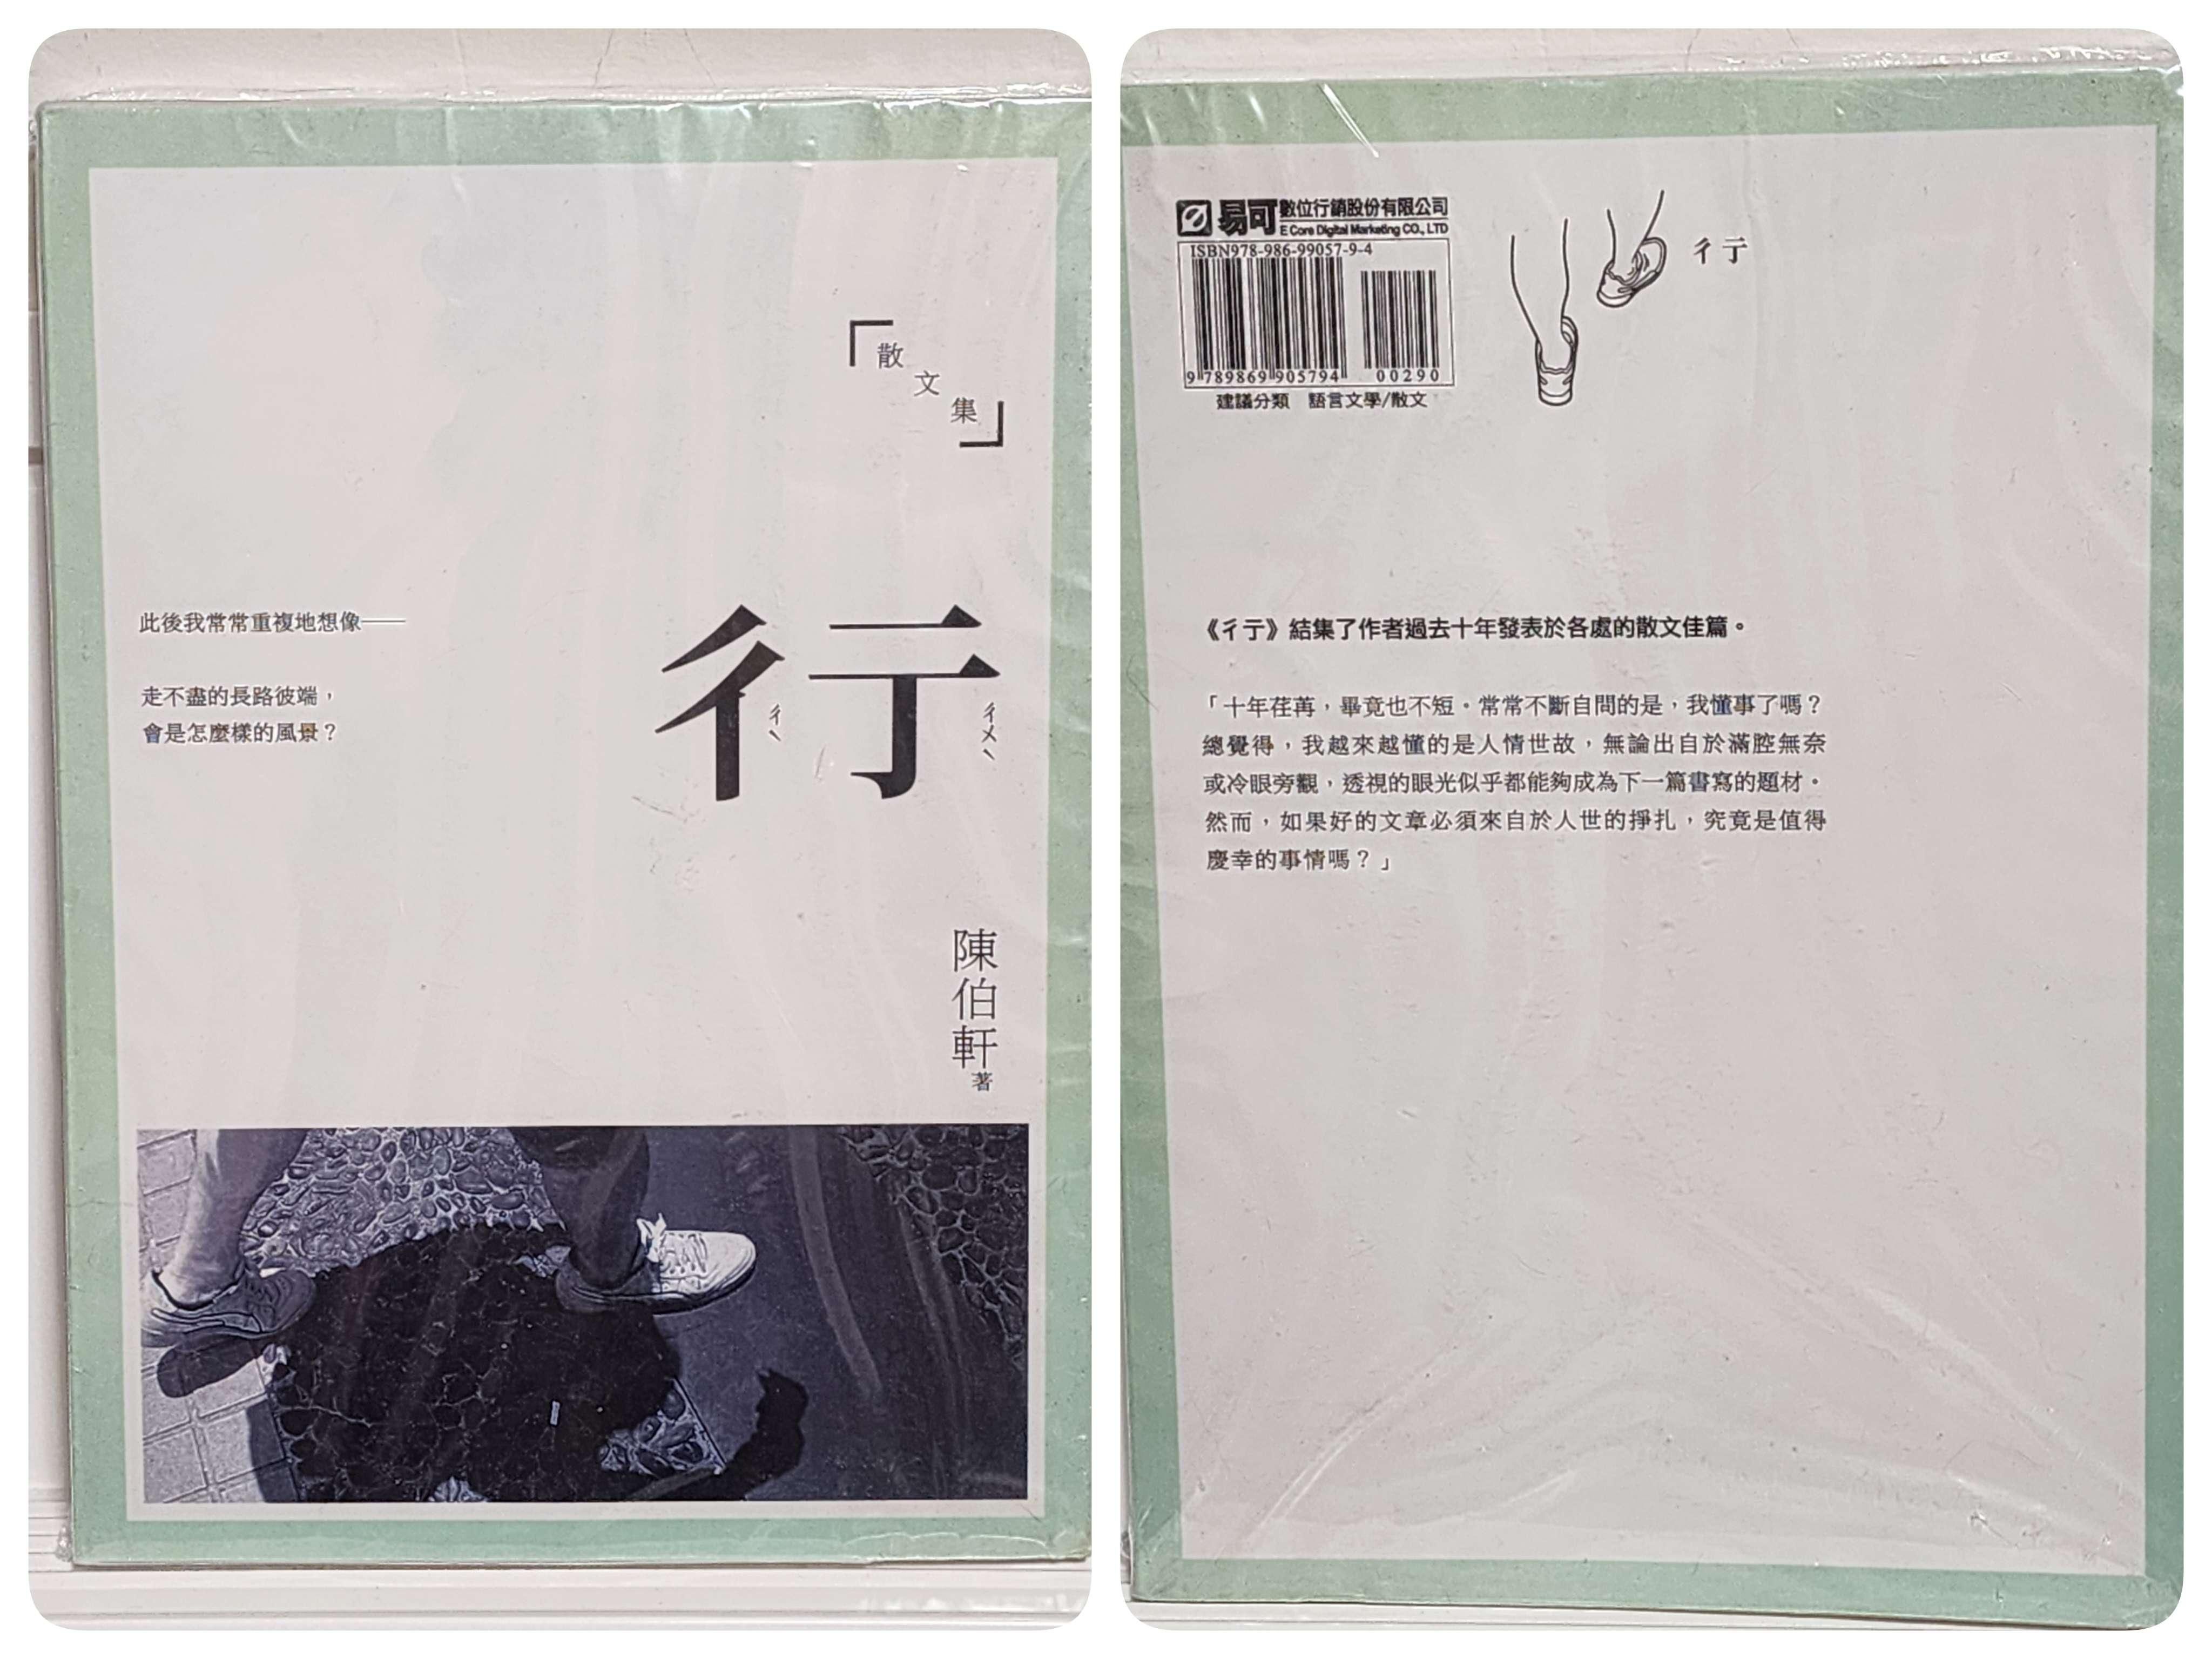 「散文集」
此後我常常重複地想像——
走不盡的長路彼端，
會是怎麼樣的風景？
彳ㄔˋ亍ㄔㄨˋ
陳伯軒
著
易可 數位行銷股份有限公司
E Core Digital Marketing CO., LTD
ISBN978-986-99057-9-4
9 789869 905794 00290
建議分類 語言文學/散文
彳亍
《彳亍》結集了作者過去十年發表於各處的散文佳篇。
「十年荏苒，畢竟也不短。常常不斷自問的是，我懂事了嗎？
總覺得，我越來越懂的是人情世故，無論出自於滿腔無奈
或冷眼旁觀，透視的眼光似乎都能夠成為下一篇書寫的題材。
然而，如果好的文章必須來自於人世的掙扎，究竟是值得
慶幸的事情嗎？」